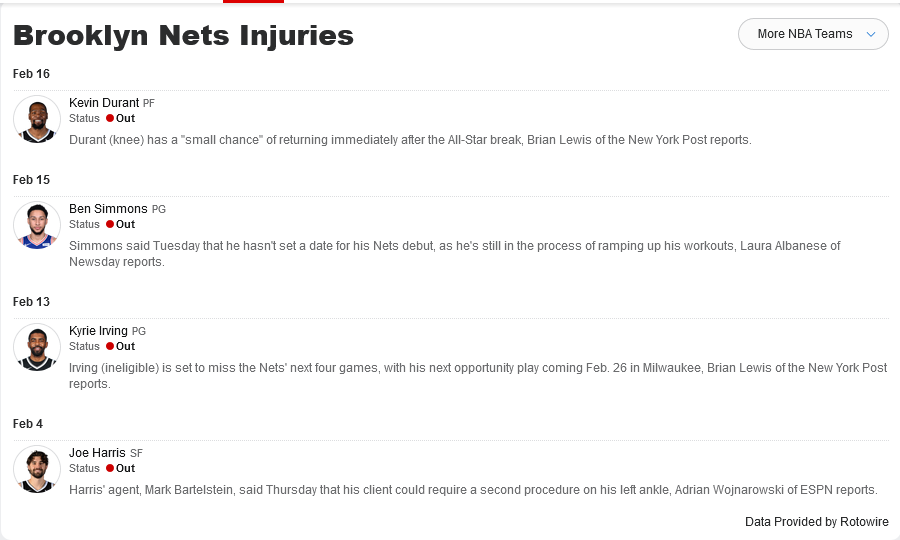 Brooklyn Nets Injuries
More NBA Teams
Feb 16
Kevin Durant PF
Status Out
Durant (knee) has a "small chance" of returning immediately after the All-Star break, Brian Lewis of the New York Post reports.
Feb 15
Ben Simmons PG
Status Out
Simmons said Tuesday that he hasn't set a date for his Nets debut, as he's still in the process of ramping up his workouts, Laura Albanese of
Newsday reports.
Feb 13
Kyrie Irving PG
Status Out
Irving (ineligible) is set to miss the Nets' next four games, with his next opportunity play coming Feb. 26 in Milwaukee, Brian Lewis of the New York Post
reports.
Feb 4
Joe Harris SF
Status Out
Harris' agent, Mark Bartelstein, said Thursday that his client could require a second procedure on his left ankle, Adrian Wojnarowski of ESPN reports.
Data Provided by Rotowire